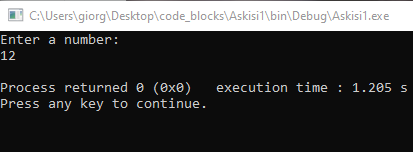 C:\Users\giorg\Desktop\code_blocks\Askisi1\bin\Debug\Askisi1.exe
Enter a number:
12
Process returned 0 (0x0)   execution time : 1.205 s
Press any key to continue.